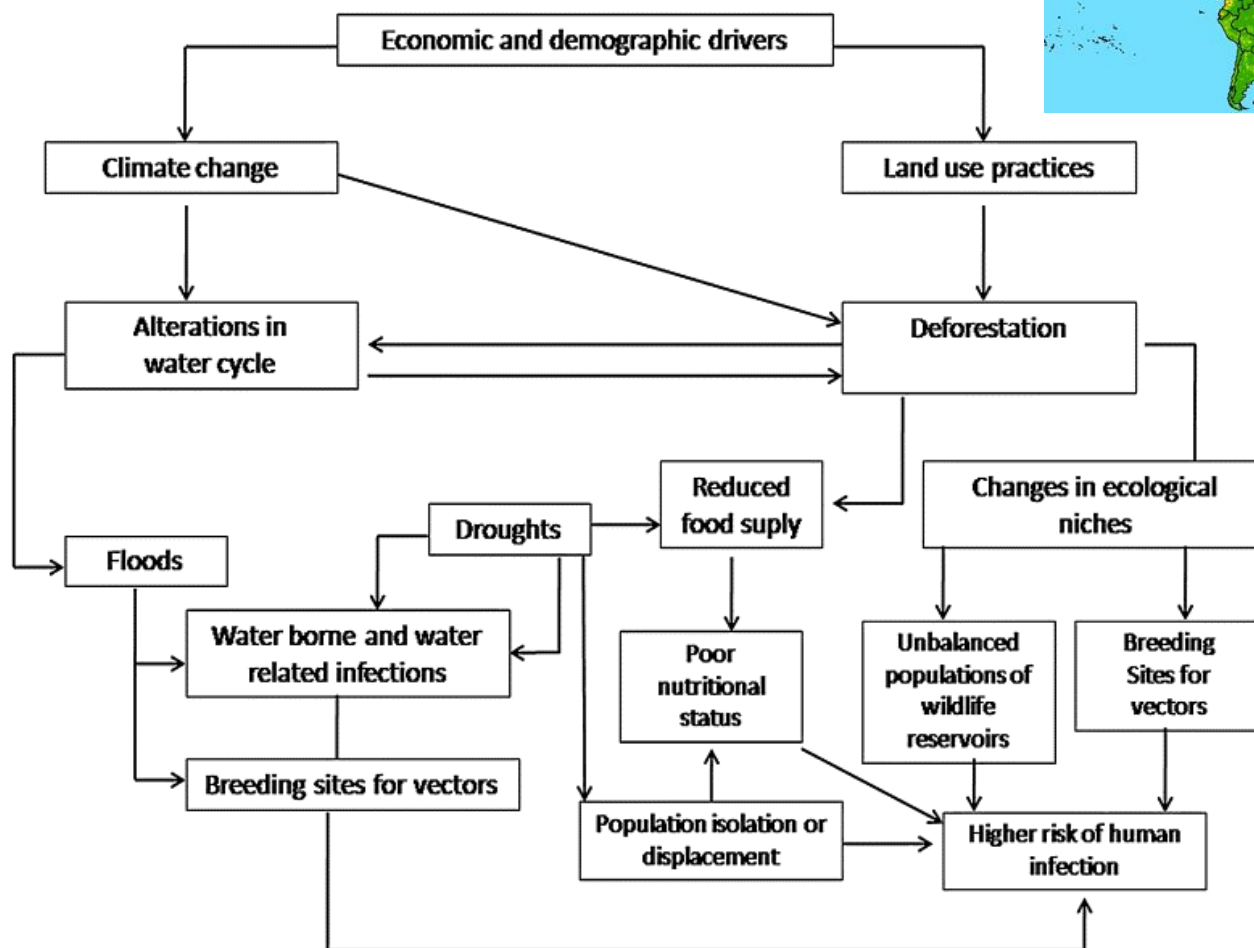 Economic and demographic drivers
Climate change
Land use practices
Alterations in
water cycle
Deforestation
Reduced
food suply
Changes in ecological
niches
Droughts
Floods
Water borne and water
related infections
Poor
nutritional
status
Unbalanced
populations of
wildlife
reservoirs
Breeding
Sites for
vectors
Breeding sites for vectors
Population isolation or
displacement
Higher risk of human
infection